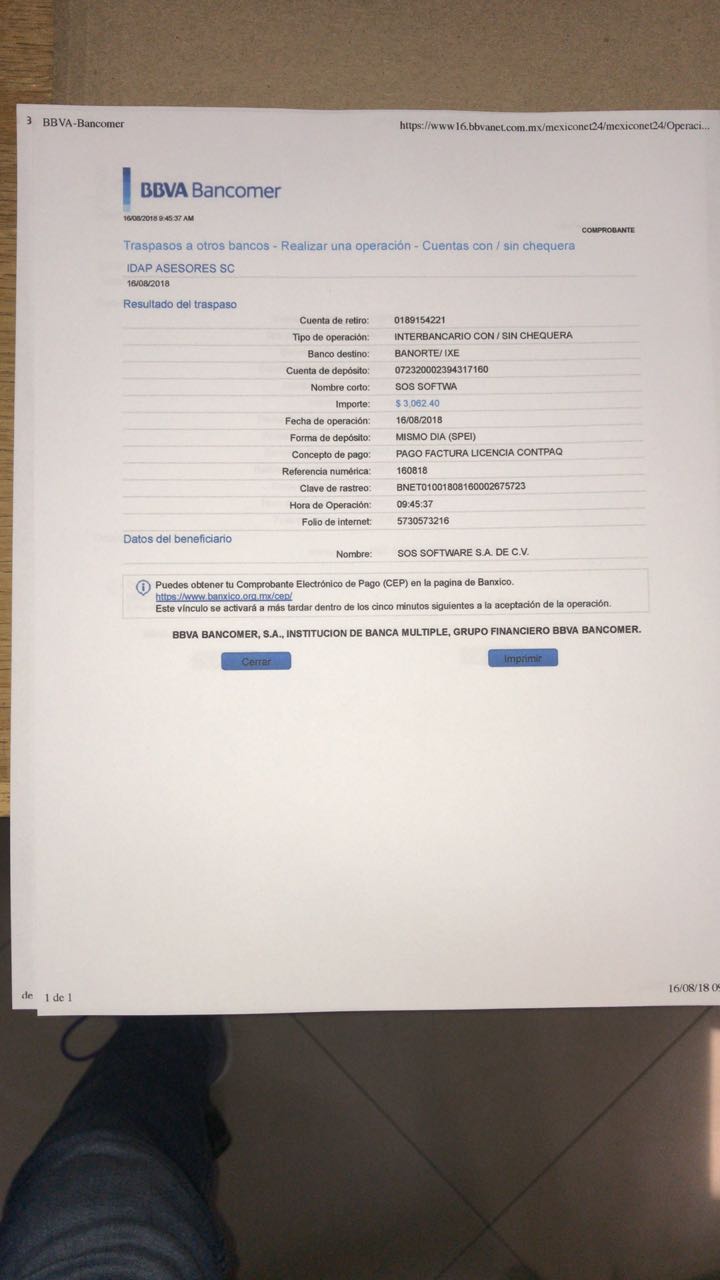 3 BBVA-Bancomer https://www16.bbvanet.com.mx/mexiconet24/mexiconet24/Operaci...
BBVA Bancomer
16/08/2018 9:45:37 AM
COMPROBANTE
Traspasos a otros bancos - Realizar una operación - Cuentas con / sin chequera
IDAP ASESORES SC
16/08/2018
Resultado del traspaso
Cuenta de retiro: 0189154221
Tipo de operación: INTERBANCARIO CON / SIN CHEQUERA
Banco destino: BANORTE/ IXE
Cuenta de depósito: 072320002394317160
Nombre corto: SOS SOFTWA
Importe: $ 3,062.40
Fecha de operación: 16/08/2018
Forma de depósito: MISMO DIA (SPEI)
Concepto de pago: PAGO FACTURA LICENCIA CONTPAQ
Referencia numérica: 160818
Clave de rastreo: BNET01001808160002675723
Hora de Operación: 09:45:37
Folio de internet: 5730573216
Datos del beneficiario
Nombre: SOS SOFTWARE S.A. DE C.V.
Puedes obtener tu Comprobante Electrónico de Pago (CEP) en la pagina de Banxico.
https://www.banxico.org.mx/cep/
Este vínculo se activará a más tardar dentro de los cinco minutos siguientes a la aceptación de la operación.
BBVA BANCOMER, S.A., INSTITUCION DE BANCA MULTIPLE, GRUPO FINANCIERO BBVA BANCOMER.
Cerrar Imprimir
de 1 de 1 16/08/18 09